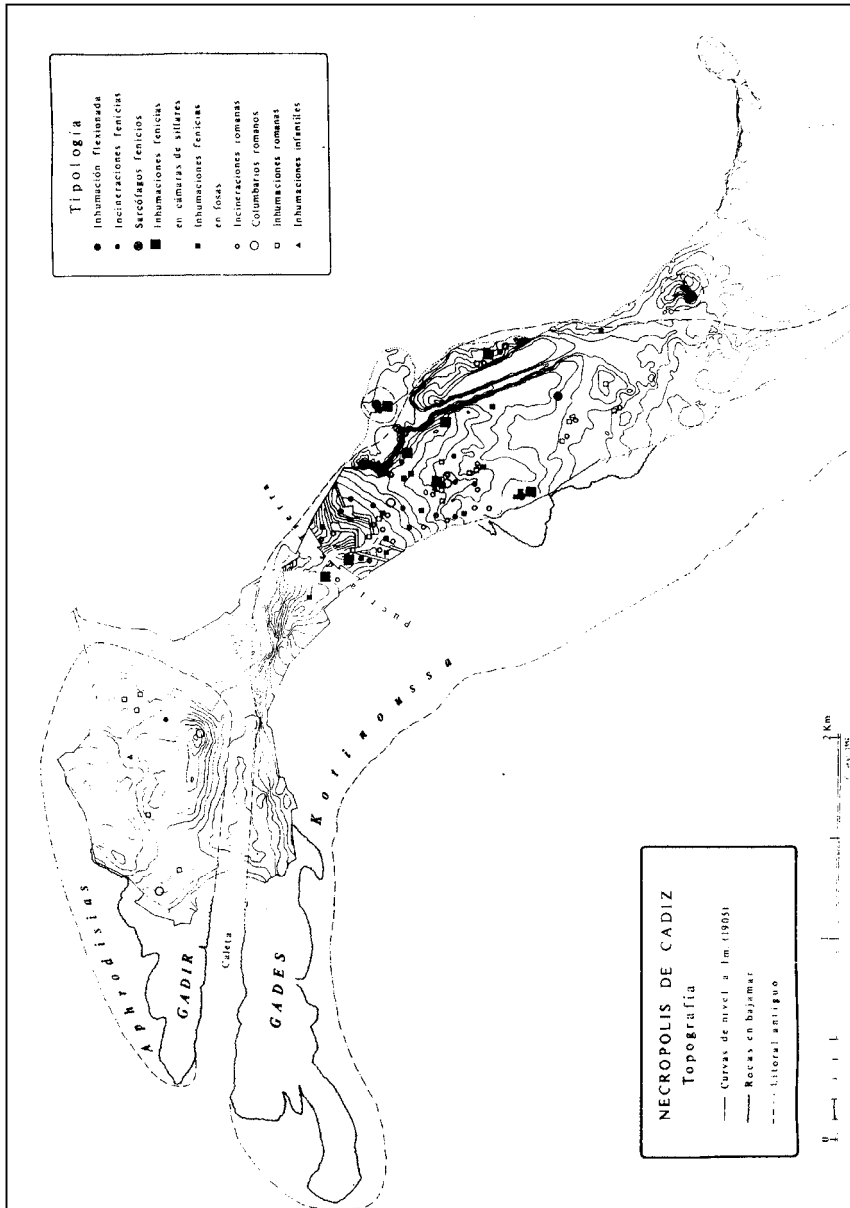 Tipología
Inhumación flexionada
Incineraciones fenicias
Sarcófagos fenicios
Inhumaciones fenicias
en cámaras de sillares
Inhumaciones fenicias
en fosas
Incineraciones romanas
Columbarios romanos
Inhumaciones romanas
Inhumaciones infantiles
Aphrodisias
GADIR
Caleta
GADES
Kotinoussa
NECROPOLIS DE CADIZ
Topografía
Curvas de nivel a 1m. (1905)
Rocas en bajamar
Litoral antiguo
0
2 Km